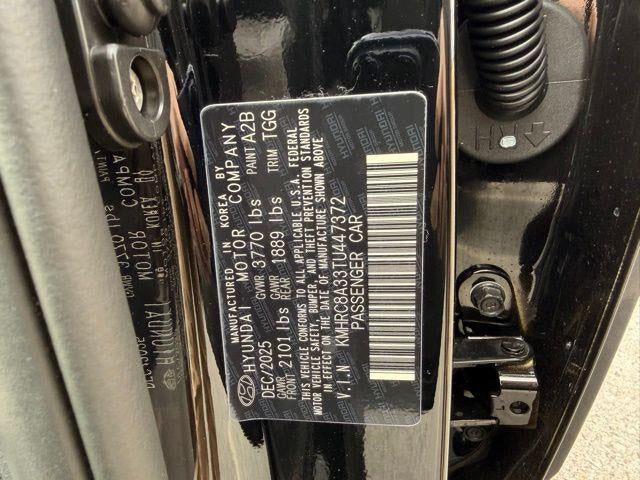 MANUFACTURED IN KOREA BY
HYUNDAI MOTOR COMPANY
DEC/2025 GVWR 3770 lbs PAINT A2B
GAWR FRONT 2101 lbs GAWR REAR 1889 lbs TRIM TGG
THIS VEHICLE CONFORMS TO ALL APPLICABLE U.S.A. FEDERAL
MOTOR VEHICLE SAFETY, BUMPER, AND THEFT PREVENTION STANDARDS
IN EFFECT ON THE DATE OF MANUFACTURE SHOWN ABOVE
V.I.N KMHRC8A33TU447372
PASSENGER CAR
HY